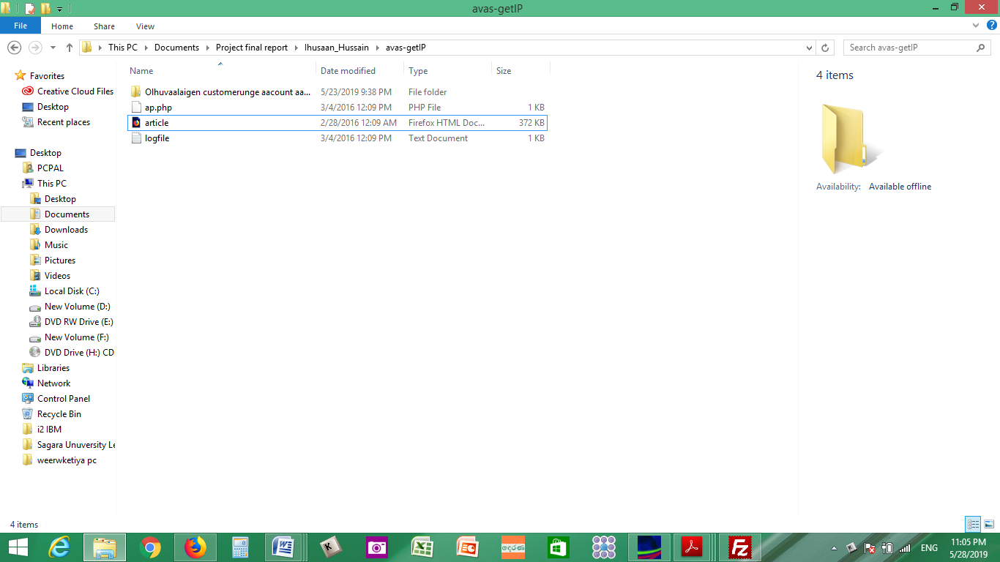 avas-getIP
File Home Share View
This PC Documents Project final report Ihusaan_Hussain avas-getIP Search avas-getIP
Name Date modified Type Size
Olhuvaalaigen customerunge aacount aa... 5/23/2019 9:38 PM File folder
ap.php 3/4/2016 12:09 PM PHP File 1 KB
article 2/28/2016 12:09 AM Firefox HTML Doc... 372 KB
logfile 3/4/2016 12:09 PM Text Document 1 KB
Favorites
Creative Cloud Files
Desktop
Recent places
Desktop
PCPAL
This PC
Desktop
Documents
Downloads
Music
Pictures
Videos
Local Disk (C:)
New Volume (D:)
DVD RW Drive (E:)
New Volume (F:)
DVD Drive (H:) CD
Libraries
Network
Control Panel
Recycle Bin
i2 IBM
Sagara Unuversity Le
weerwketiya pc
4 items
Availability: Available offline
4 items
අදරණ
ENG
11:05 PM
5/28/2019